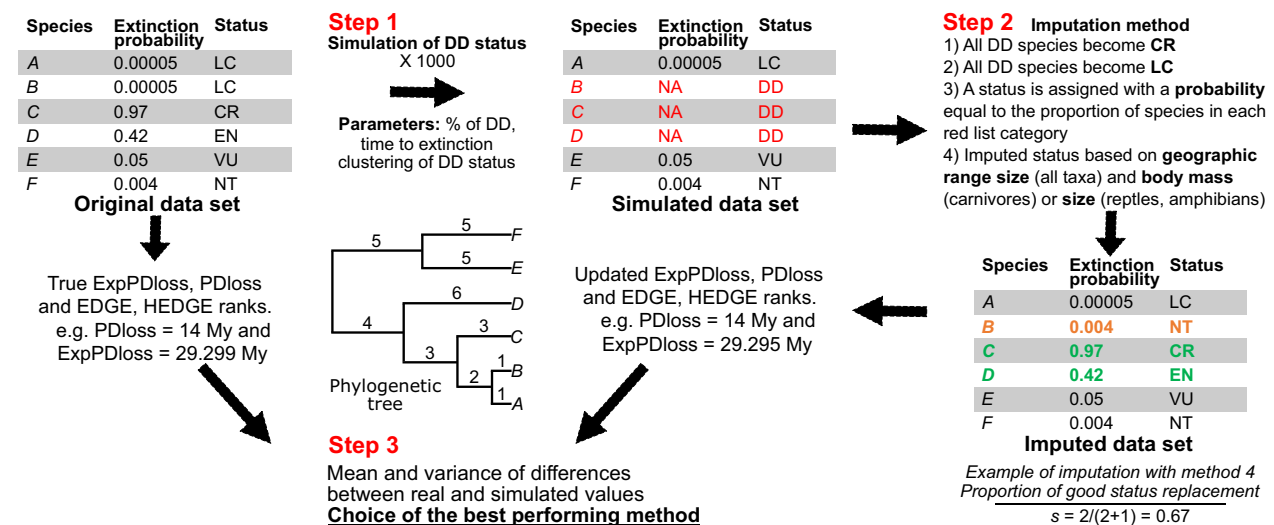 Species Extinction probability Status
A 0.00005 LC
B 0.00005 LC
C 0.97 CR
D 0.42 EN
E 0.05 VU
F 0.004 NT
Original data set
Step 1
Simulation of DD status
X 1000
Parameters: % of DD,
time to extinction
clustering of DD status
Species Extinction probability Status
A 0.00005 LC
B NA DD
C NA DD
D NA DD
E 0.05 VU
F 0.004 NT
Simulated data set
Step 2 Imputation method
1) All DD species become CR
2) All DD species become LC
3) A status is assigned with a probability
equal to the proportion of species in each
red list category
4) Imputed status based on geographic
range size (all taxa) and body mass
(carnivores) or size (reptles, amphibians)
True ExpPDloss, PDloss
and EDGE, HEDGE ranks.
e.g. PDloss = 14 My and
ExpPDloss = 29.299 My
5
5
F
5
E
4
6
D
3
3
C
2
1
B
1
A
Phylogenetic
tree
Updated ExpPDloss, PDloss
and EDGE, HEDGE ranks.
e.g. PDloss = 14 My and
ExpPDloss = 29.295 My
Species Extinction probability Status
A 0.00005 LC
B 0.004 NT
C 0.97 CR
D 0.42 EN
E 0.05 VU
F 0.004 NT
Imputed data set
Example of imputation with method 4
Proportion of good status replacement
s = 2/(2+1) = 0.67
Step 3
Mean and variance of differences
between real and simulated values
Choice of the best performing method